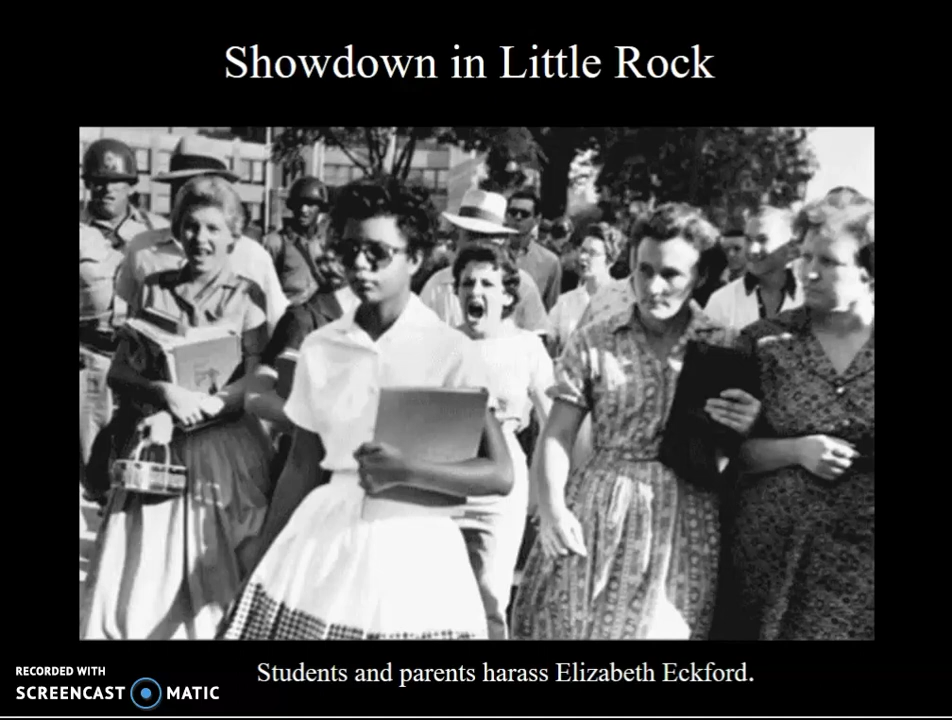 Showdown in Little Rock
Students and parents harass Elizabeth Eckford.
RECORDED WITH
SCREENCAST MATIC